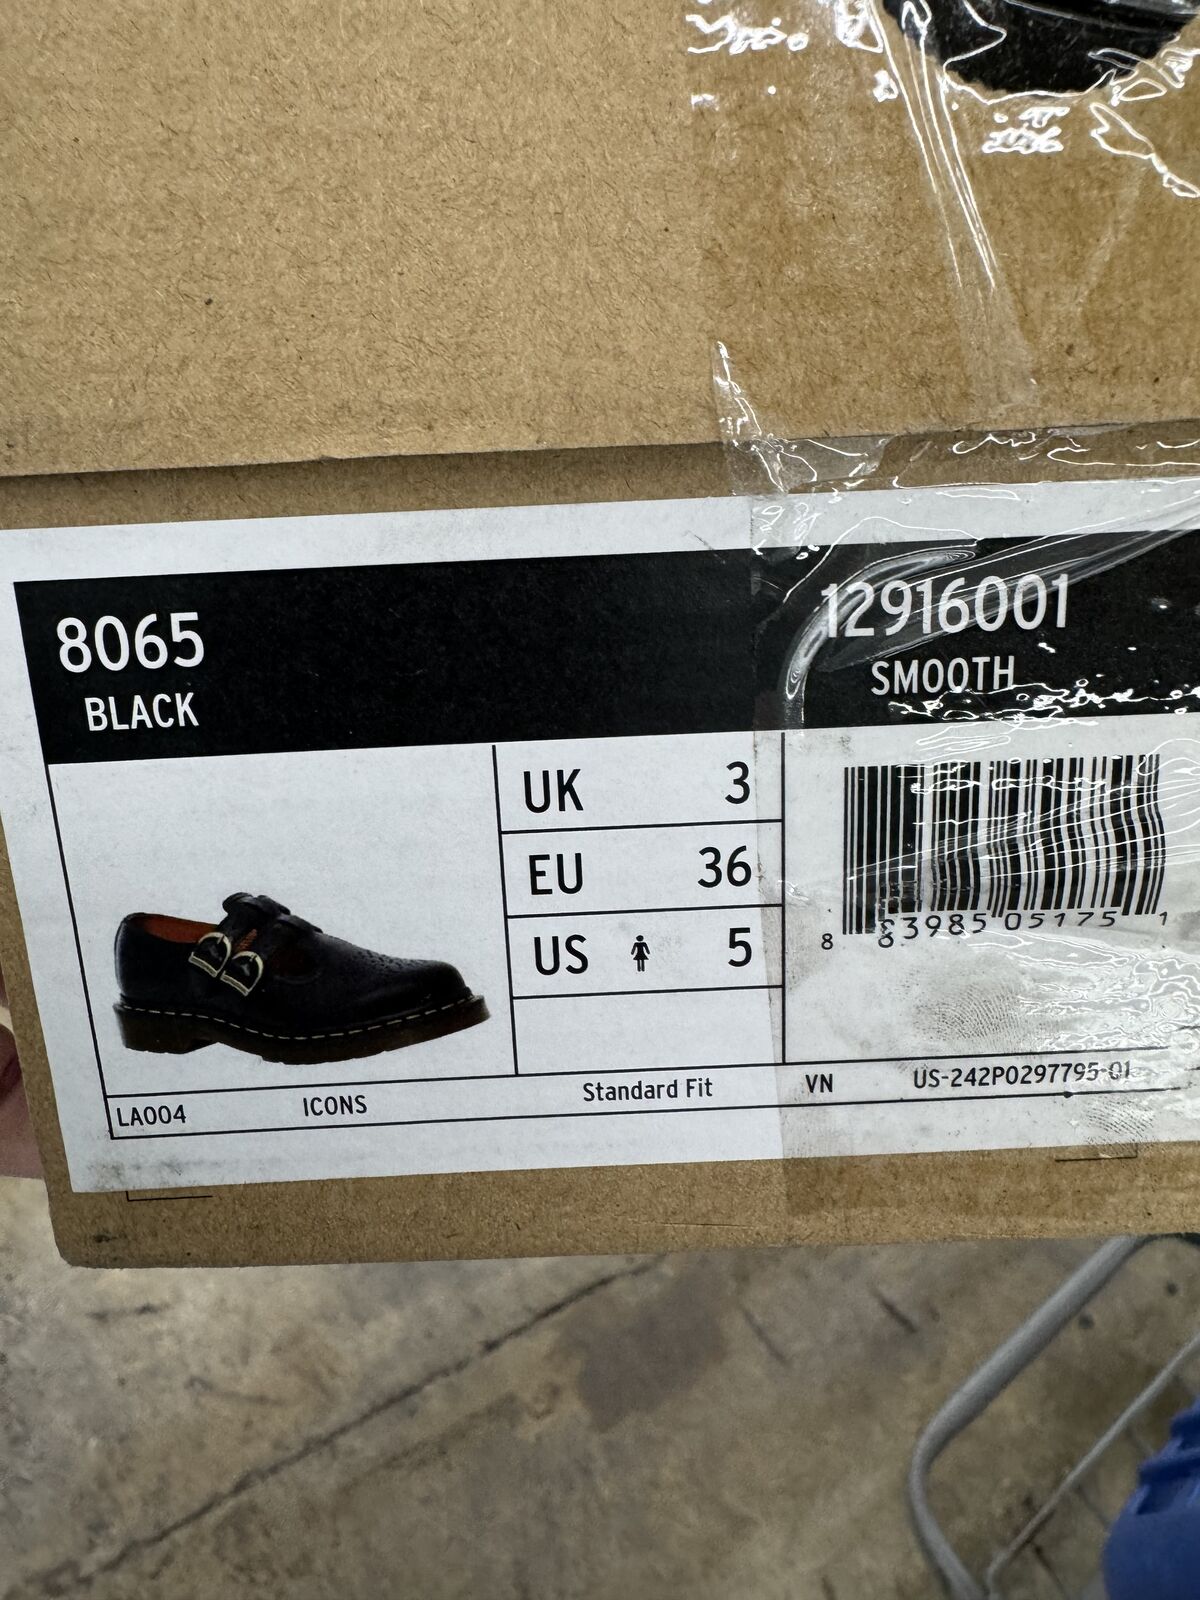 8065
BLACK
12916001
SMOOTH
UK 3
EU 36
US 5
8 83985 05175 1
LA004 ICONS Standard Fit VN US-242P0297795-01